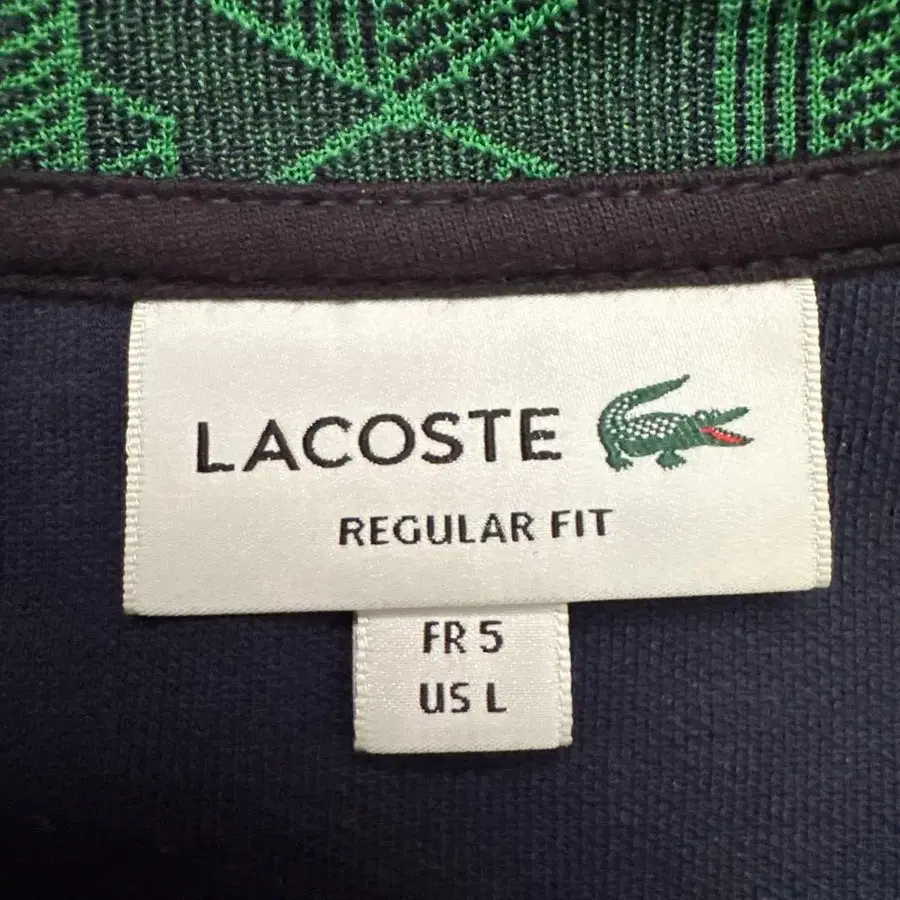 LACOSTE
REGULAR FIT
FR 5
US L